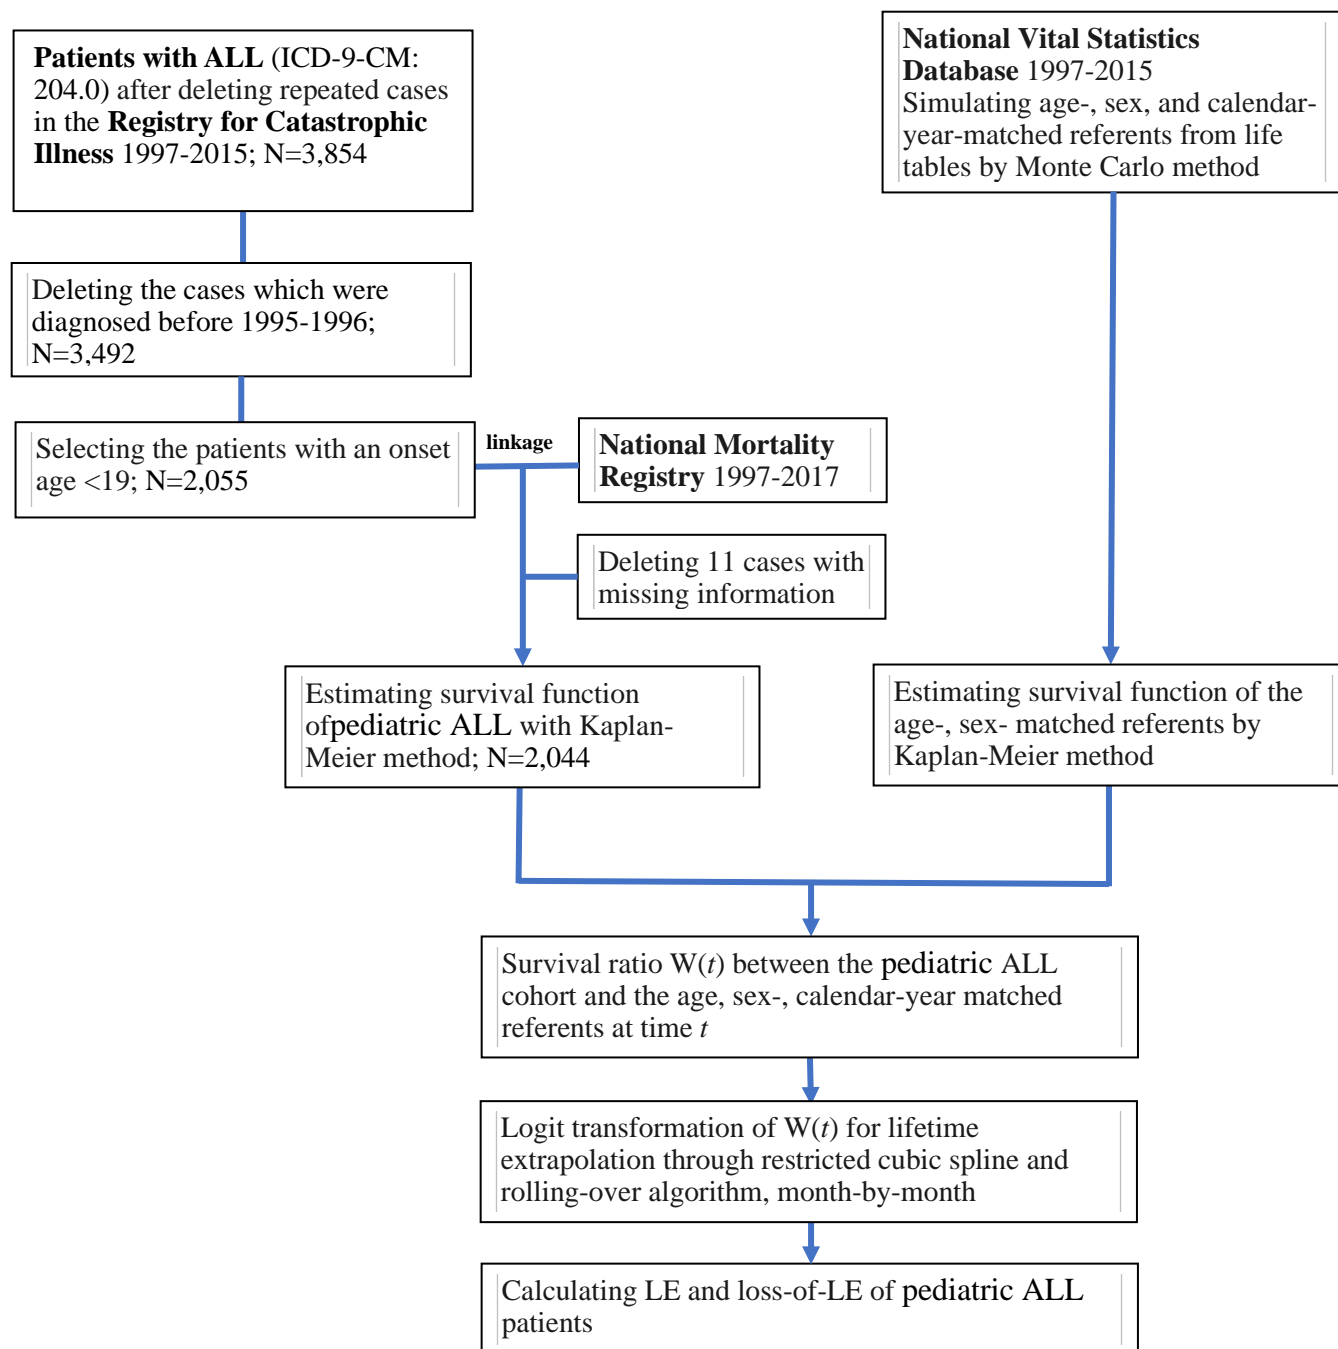 Patients with ALL (ICD-9-CM:
204.0) after deleting repeated cases
in the Registry for Catastrophic
Illness 1997-2015; N=3,854
National Vital Statistics
Database 1997-2015
Simulating age-, sex, and calendar-
year-matched referents from life
tables by Monte Carlo method
Deleting the cases which were
diagnosed before 1995-1996;
N=3,492
Selecting the patients with an onset
age <19; N=2,055
linkage
National Mortality
Registry 1997-2017
Deleting 11 cases with
missing information
Estimating survival function
ofpediatric ALL with Kaplan-
Meier method; N=2,044
Estimating survival function of the
age-, sex- matched referents by
Kaplan-Meier method
Survival ratio W(t) between the pediatric ALL
cohort and the age, sex-, calendar-year matched
referents at time t
Logit transformation of W(t) for lifetime
extrapolation through restricted cubic spline and
rolling-over algorithm, month-by-month
Calculating LE and loss-of-LE of pediatric ALL
patients